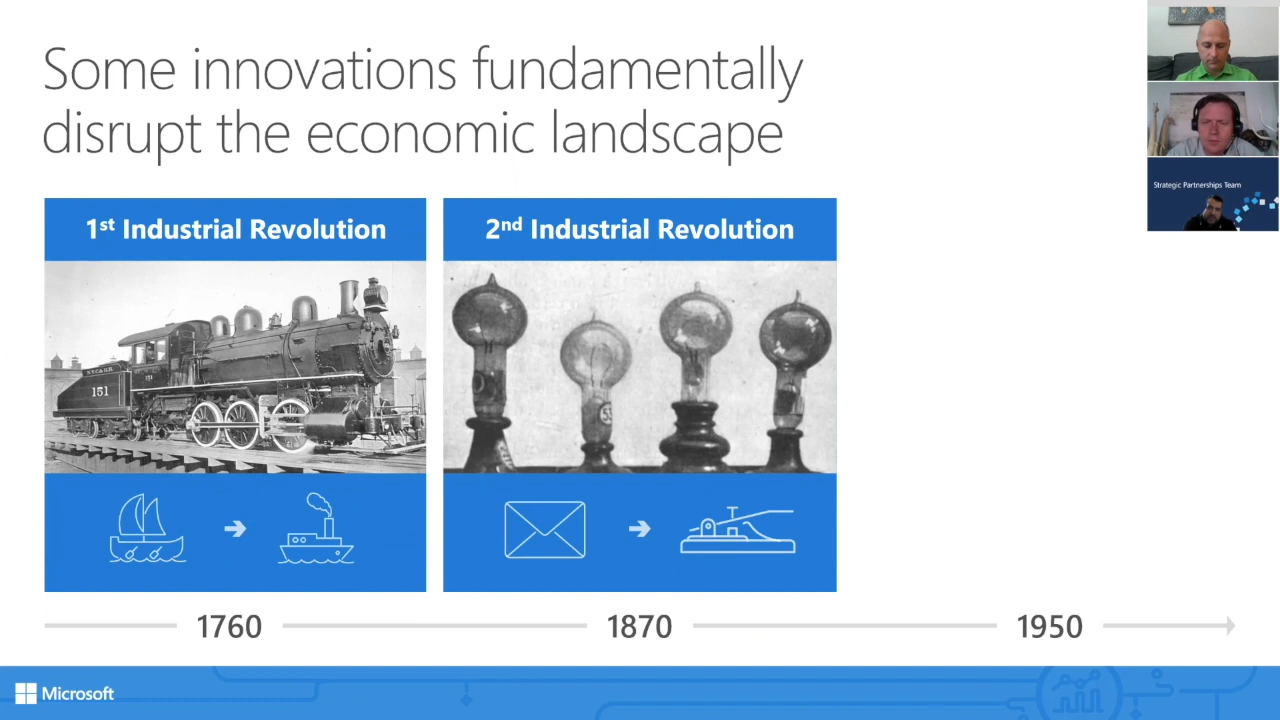 Some innovations fundamentally
disrupt the economic landscape
Strategic Partnerships Team
1st Industrial Revolution
2nd Industrial Revolution
151
151
1760
1870
1950
Microsoft